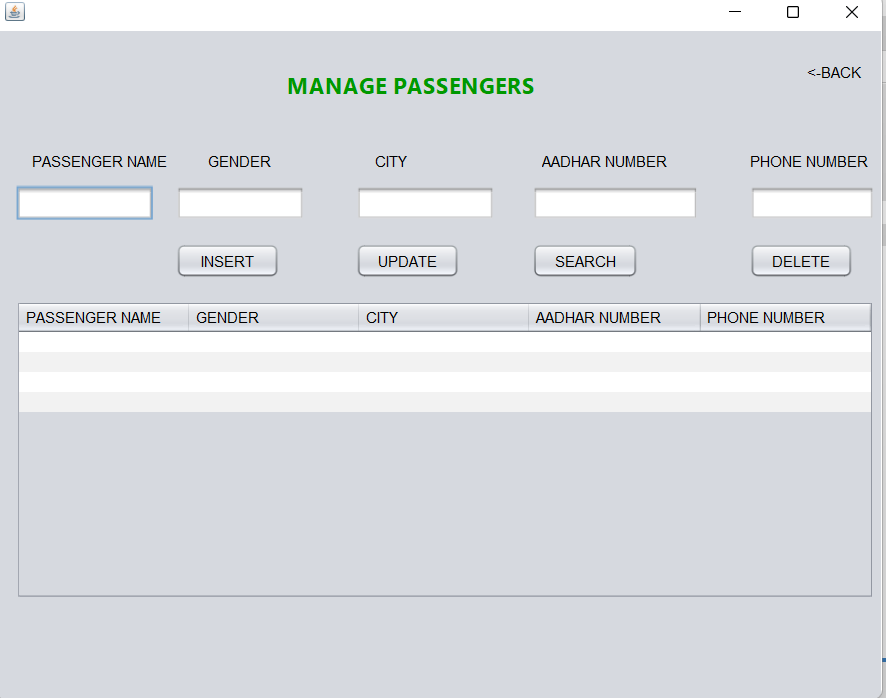 <-BACK
MANAGE PASSENGERS
PASSENGER NAME GENDER CITY AADHAR NUMBER PHONE NUMBER
INSERT UPDATE SEARCH DELETE
PASSENGER NAME GENDER CITY AADHAR NUMBER PHONE NUMBER